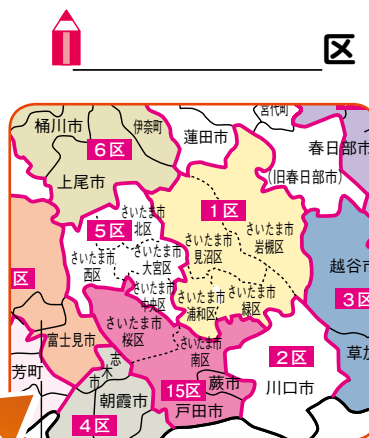 区
宮代町
桶川市
伊奈町
蓮田市
春日部市
6区
上尾市
(旧春日部市)
さいたま市
北区
1区
5区
さいたま市
見沼区
さいたま市
岩槻区
さいたま市
西区
さいたま市
大宮区
越谷市
さいたま市
中央区
さいたま市
浦和区
さいたま市
緑区
区
3区
さいたま市
桜区
富士見市
さいたま市
南区
草加
2区
芳町
志
木
市
15区
蕨市
川口市
朝霞市
戸田市
4区